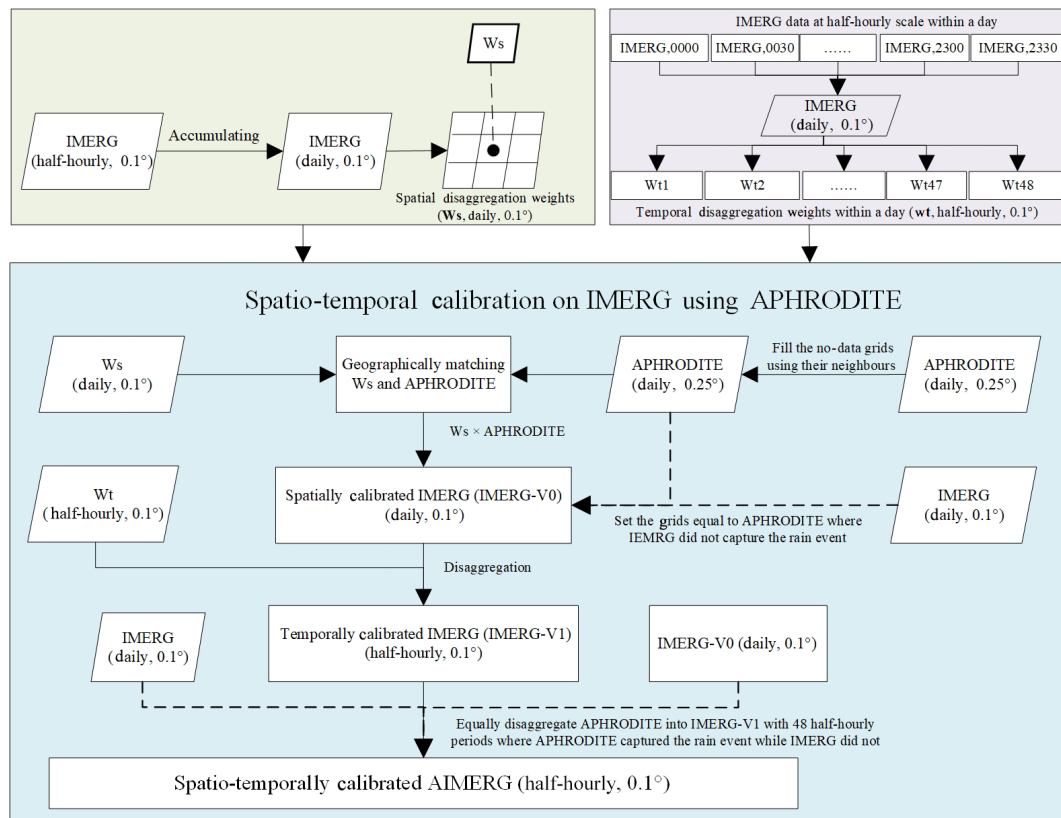 Ws
IMERG
(half-hourly, 0.1°)
Accumulating
IMERG
(daily, 0.1°)
Spatial disaggregation weights
(Ws, daily, 0.1°)
IMERG data at half-hourly scale within a day
IMERG,0000
IMERG,0030
……
IMERG,2300
IMERG,2330
IMERG
(daily, 0.1°)
Wt1
Wt2
……
Wt47
Wt48
Temporal disaggregation weights within a day (wt, half-hourly, 0.1°)
Spatio-temporal calibration on IMERG using APHRODITE
Ws
(daily, 0.1°)
Geographically matching
Ws and APHRODITE
APHRODITE
(daily, 0.25°)
Fill the no-data grids
using their neighbours
APHRODITE
(daily, 0.25°)
Ws × APHRODITE
Wt
(half-hourly, 0.1°)
Spatially calibrated IMERG (IMERG-V0)
(daily, 0.1°)
Set the grids equal to APHRODITE where
IEMRG did not capture the rain event
IMERG
(daily, 0.1°)
Disaggregation
IMERG
(daily, 0.1°)
Temporally calibrated IMERG (IMERG-V1)
(half-hourly, 0.1°)
IMERG-V0 (daily, 0.1°)
Equally disaggregate APHRODITE into IMERG-V1 with 48 half-hourly
periods where APHRODITE captured the rain event while IMERG did not
Spatio-temporally calibrated AIMERG (half-hourly, 0.1°)